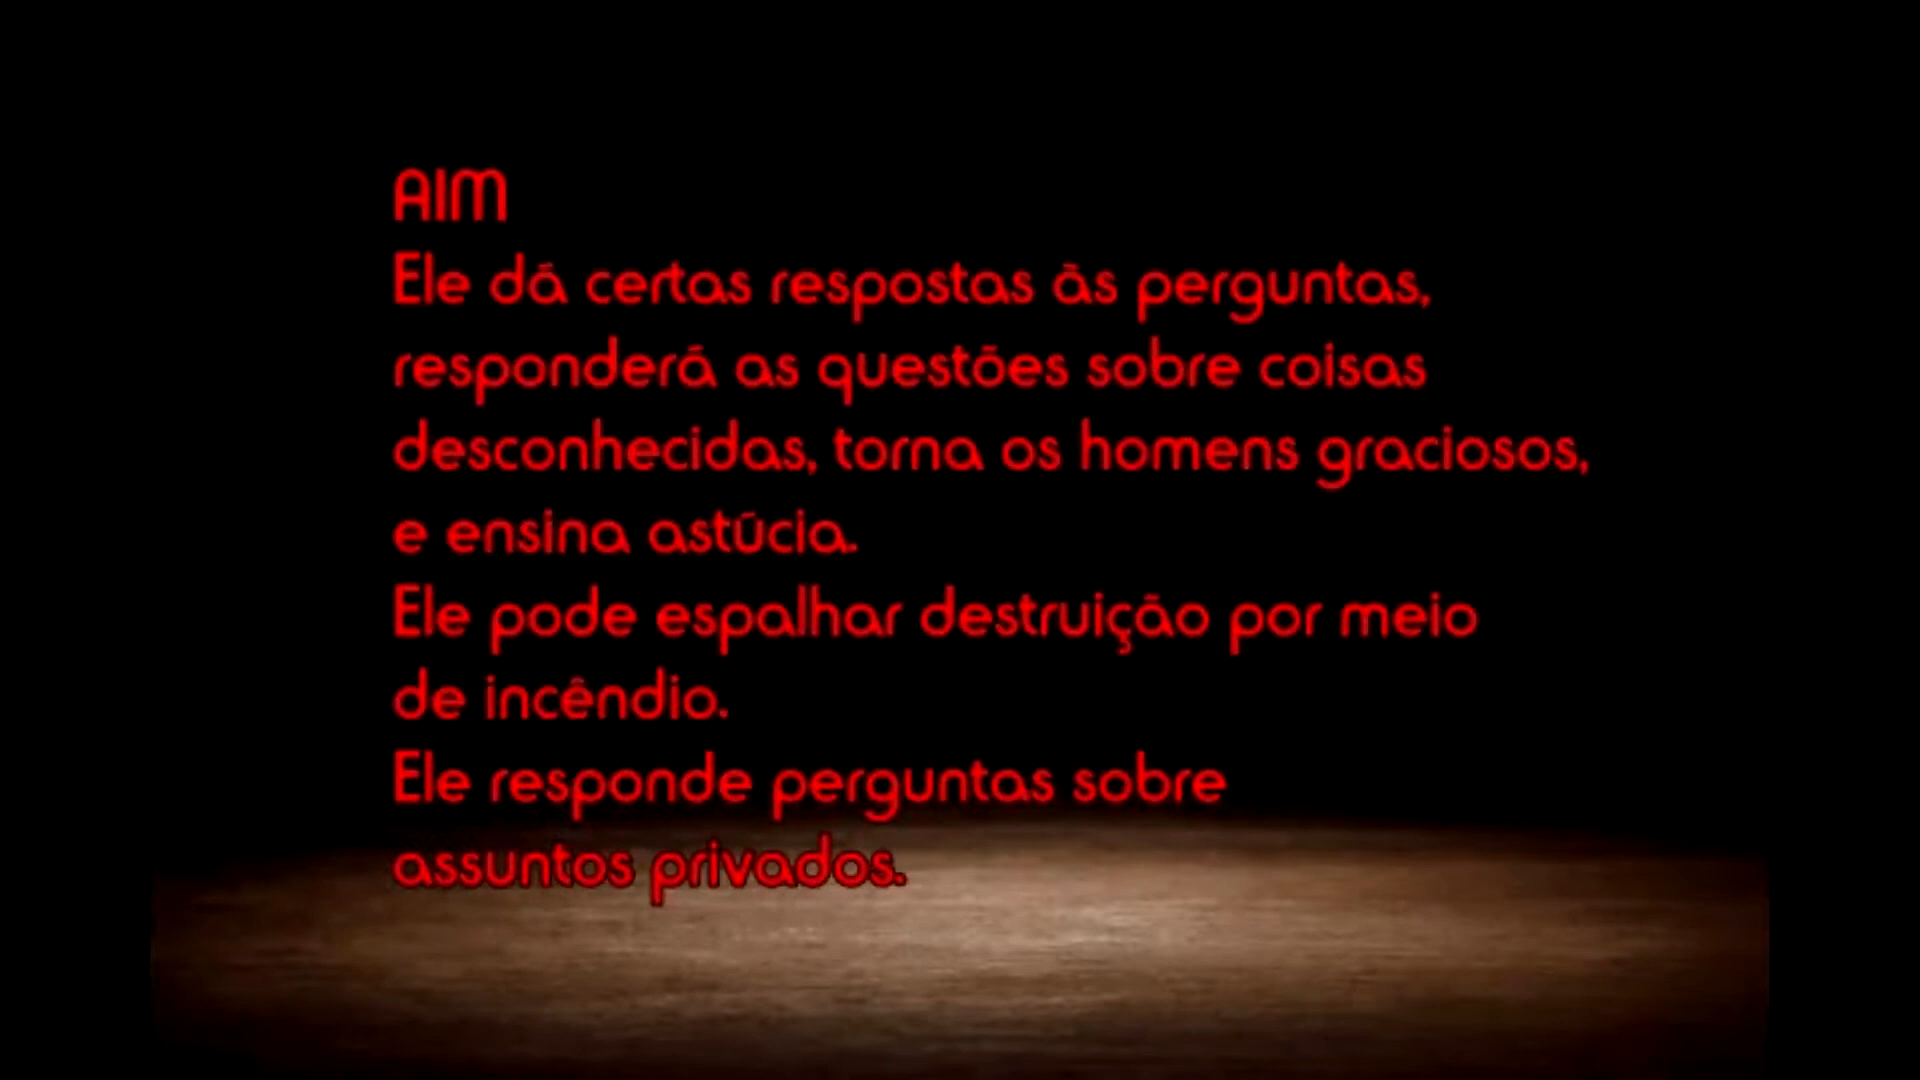 AIM
Ele dá certas respostas às perguntas,
responderá as questões sobre coisas
desconhecidas, torna os homens graciosos,
e ensina astúcia.
Ele pode espalhar destruição por meio
de incêndio.
Ele responde perguntas sobre
assuntos privados.